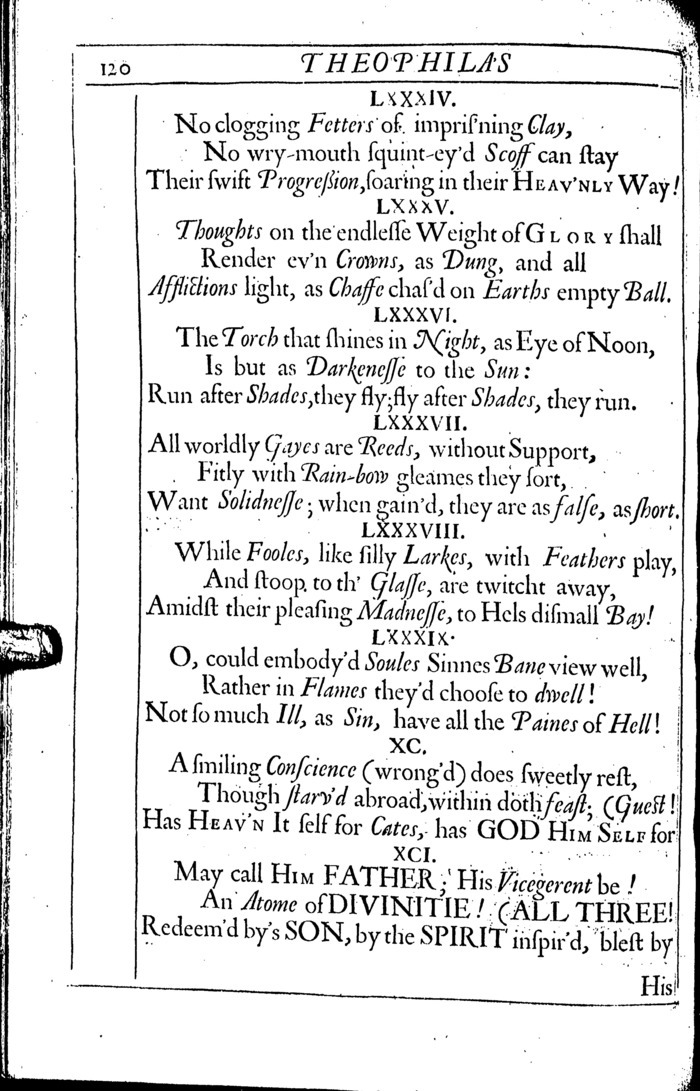 120 THEOPHILAS
LXXXIV.
No clogging Fetters of impriſ'ning Clay,
No wry-mouth ſquint-ey'd Scoff can ſtay
Their ſwift Progreſſion, ſoaring in their HEAV'NLY Way!
LXXXV.
Thoughts on the endleſſe Weight of GLORY ſhall
Render ev'n Crowns, as Dung, and all
Afflictions light, as Chaffe chaſ'd on Earths empty Ball.
LXXXVI.
The Torch that ſhines in Night, as Eye of Noon,
Is but as Darkeneſſe to the Sun:
Run after Shades, they fly; fly after Shades, they run.
LXXXVII.
All worldly Gayes are Reeds, without Support,
Fitly with Rain-bow gleames they ſort,
Want Solidneſſe; when gain'd, they are as falſe, as ſhort.
LXXXVIII.
While Fooles, like ſilly Larkes, with Feathers play,
And ſtoop to th' Glaſſe, are twitcht away,
Amidſt their pleaſing Madneſſe, to Hels diſmall Bay!
LXXXIX.
O, could embody'd Soules Sinnes Bane view well,
Rather in Flames they'd chooſe to dwell!
Not ſo much Ill, as Sin, have all the Paines of Hell!
XC.
A ſmiling Conſcience (wrong'd) does ſweetly reſt,
Though ſtarv'd abroad, within doth feaſt; (Gueſt!
Has HEAV'N It ſelf for Cates, has GOD HIM SELF for
XCI.
May call HIM FATHER; His Vicegerent be!
An Atome of DIVINITIE! (ALL THREE!
Redeem'd by's SON, by the SPIRIT inſpir'd, bleſt by
His